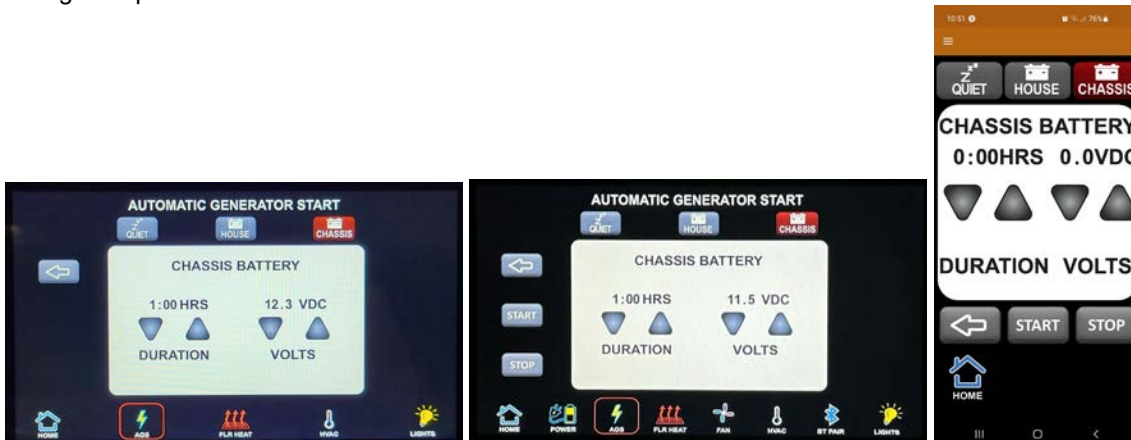 AUTOMATIC GENERATOR START
QUIET HOUSE CHASSIS
CHASSIS BATTERY
1:00 HRS 12.3 VDC
DURATION VOLTS
HOME AGS FLR HEAT HVAC LIGHTS
AUTOMATIC GENERATOR START
QUIET HOUSE CHASSIS
CHASSIS BATTERY
START
1:00 HRS 11.5 VDC
DURATION VOLTS
STOP
HOME POWER AGS FLR HEAT FAN HVAC BT PAIR LIGHTS
10:51 76%
QUIET HOUSE CHASSIS
CHASSIS BATTERY
0:00HRS 0.0VDC
DURATION VOLTS
START STOP
HOME